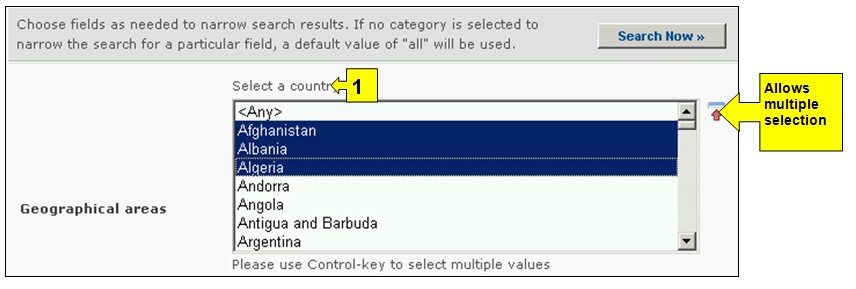 Choose fields as needed to narrow search results. If no category is selected to
narrow the search for a particular field, a default value of "all" will be used.
Search Now »
Select a countr
1
<Any>
Afghanistan
Albania
Algeria
Andorra
Angola
Antigua and Barbuda
Argentina
Geographical areas
Please use Control-key to select multiple values
Allows
multiple
selection